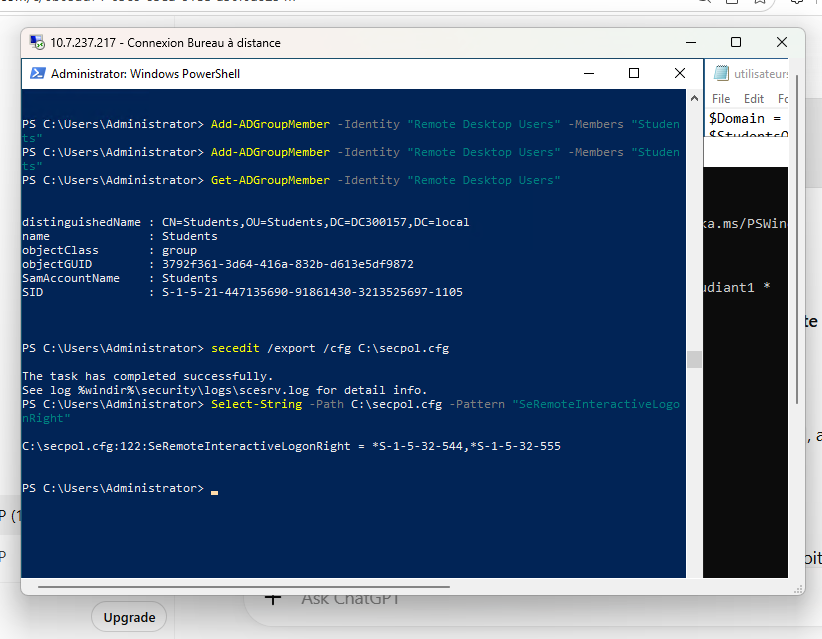 10.7.237.217 - Connexion Bureau à distance
Administrator: Windows PowerShell
utilisateurs
File Edit Fo
$Domain =
PS C:\Users\Administrator> Add-ADGroupMember -Identity "Remote Desktop Users" -Members "Studen
ts"
PS C:\Users\Administrator> Add-ADGroupMember -Identity "Remote Desktop Users" -Members "Studen
ts"
PS C:\Users\Administrator> Get-ADGroupMember -Identity "Remote Desktop Users"
distinguishedName : CN=Students,OU=Students,DC=DC300157,DC=local
name : Students
objectClass : group
objectGUID : 3792f361-3d64-416a-832b-d613e5df9872
SamAccountName : Students
SID : S-1-5-21-447135690-91861430-3213525697-1105
PS C:\Users\Administrator> secedit /export /cfg C:\secpol.cfg
The task has completed successfully.
See log %windir%\security\logs\scesrv.log for detail info.
PS C:\Users\Administrator> Select-String -Path C:\secpol.cfg -Pattern "SeRemoteInteractiveLogo
nRight"
C:\secpol.cfg:122:SeRemoteInteractiveLogonRight = *S-1-5-32-544,*S-1-5-32-555
PS C:\Users\Administrator>
ka.ms/PSWin
udiant1 *
te
, a
P (1
P
oit
Ask ChatGPT
Upgrade